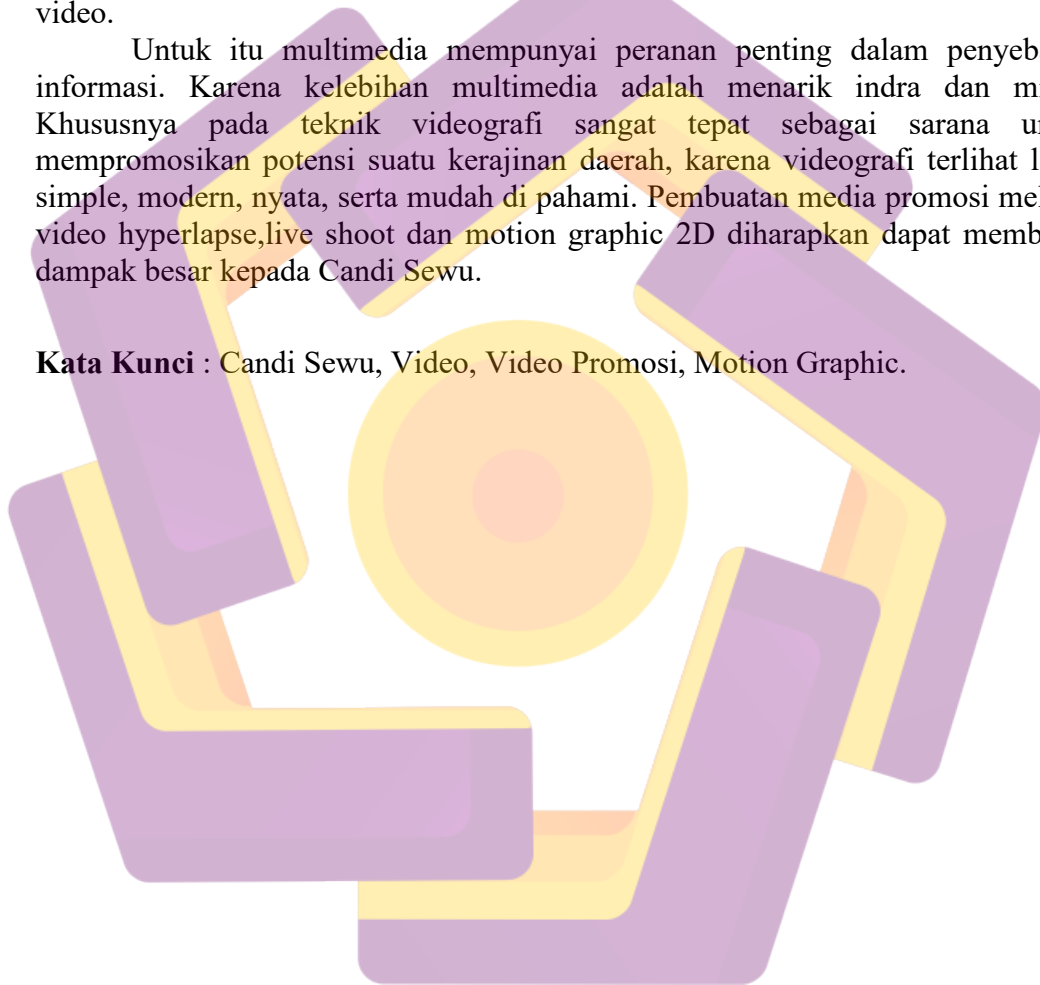 video.
Untuk itu multimedia mempunyai peranan penting dalam penyeb
informasi. Karena kelebihan multimedia adalah menarik indra dan m
Khususnya pada teknik videografi sangat tepat sebagai sarana u
mempromosikan potensi suatu kerajinan daerah, karena videografi terlihat l
simple, modern, nyata, serta mudah di pahami. Pembuatan media promosi me
video hyperlapse,live shoot dan motion graphic 2D diharapkan dapat memb
dampak besar kepada Candi Sewu.
Kata Kunci : Candi Sewu, Video, Video Promosi, Motion Graphic.